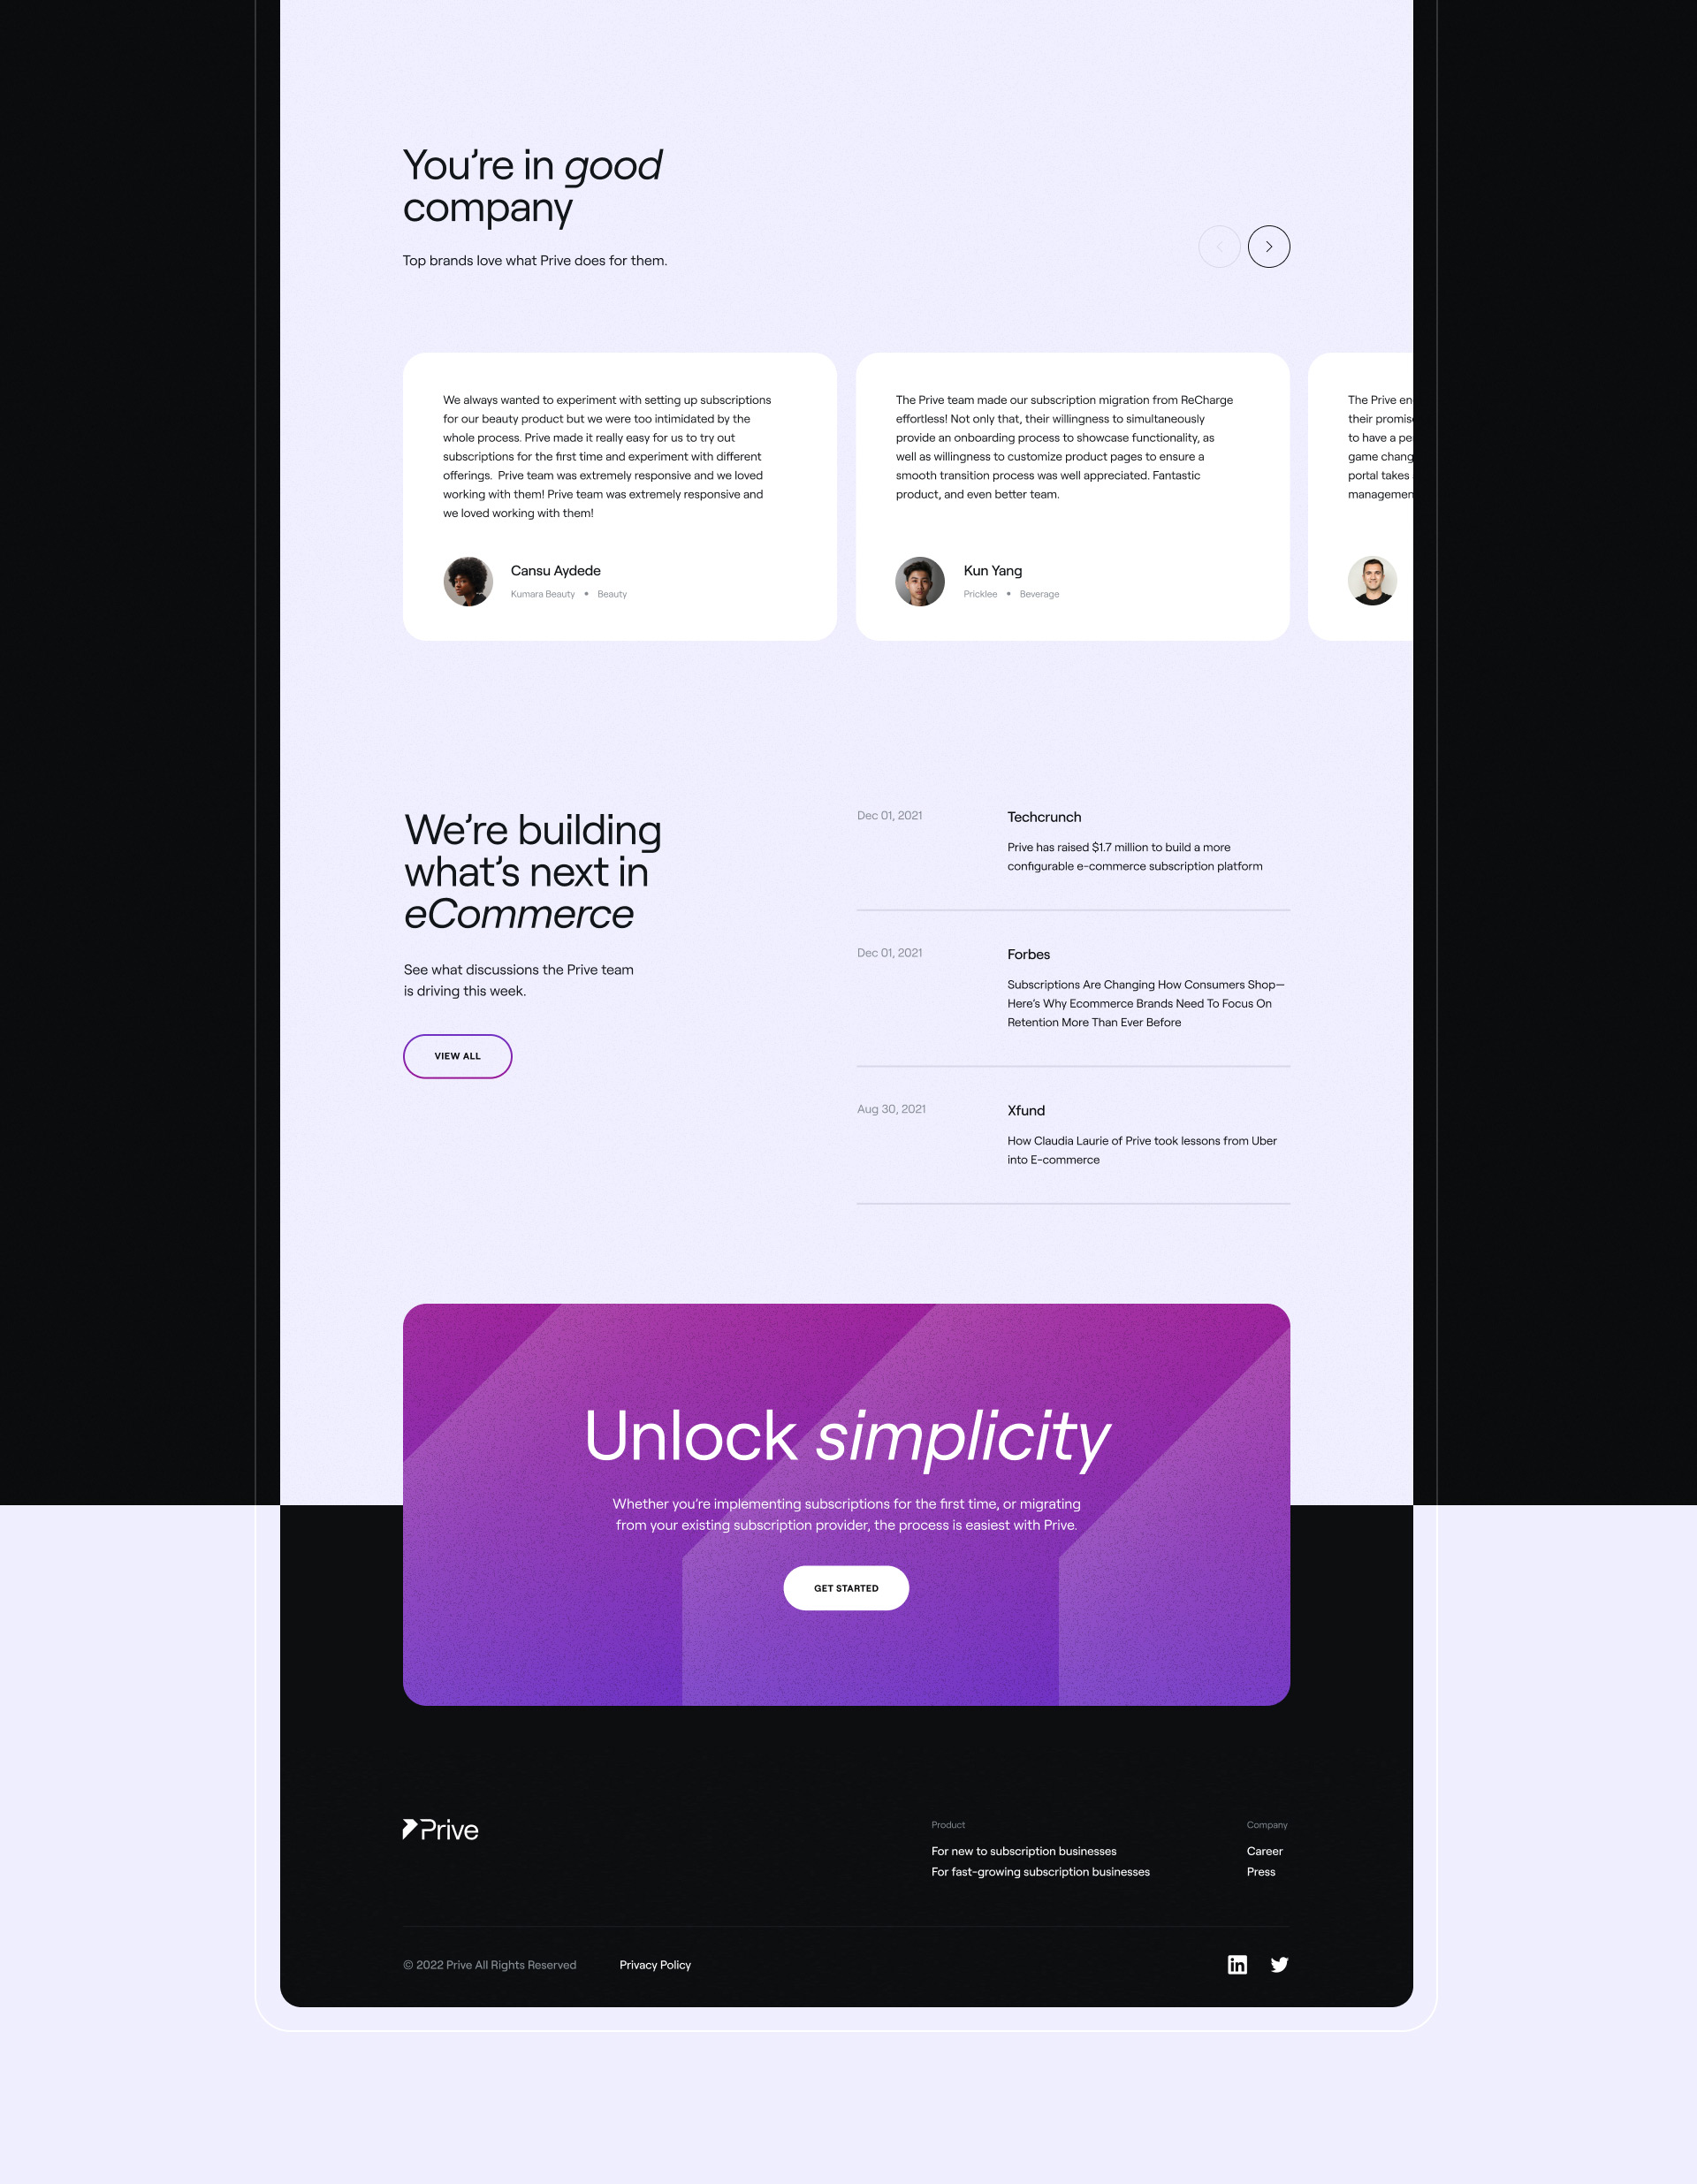 You’re in good
company
Top brands love what Prive does for them.
We always wanted to experiment with setting up subscriptions
for our beauty product but we were too intimidated by the
whole process. Prive made it really easy for us to try out
subscriptions for the first time and experiment with different
offerings.  Prive team was extremely responsive and we loved
working with them! Prive team was extremely responsive and
we loved working with them!
Cansu Aydede
Kumara Beauty • Beauty
The Prive team made our subscription migration from ReCharge
effortless! Not only that, their willingness to simultaneously
provide an onboarding process to showcase functionality, as
well as willingness to customize product pages to ensure a
smooth transition process was well appreciated. Fantastic
product, and even better team.
Kun Yang
Pricklee • Beverage
The Prive en
their promis
to have a pe
game chang
portal takes
managemen
We’re building
what’s next in
eCommerce
See what discussions the Prive team
is driving this week.
VIEW ALL
Dec 01, 2021
Techcrunch
Prive has raised $1.7 million to build a more
configurable e-commerce subscription platform
Dec 01, 2021
Forbes
Subscriptions Are Changing How Consumers Shop—
Here’s Why Ecommerce Brands Need To Focus On
Retention More Than Ever Before
Aug 30, 2021
Xfund
How Claudia Laurie of Prive took lessons from Uber
into E-commerce
Unlock simplicity
Whether you’re implementing subscriptions for the first time, or migrating
from your existing subscription provider, the process is easiest with Prive.
GET STARTED
Prive
Product
For new to subscription businesses
For fast-growing subscription businesses
Company
Career
Press
© 2022 Prive All Rights Reserved
Privacy Policy
in